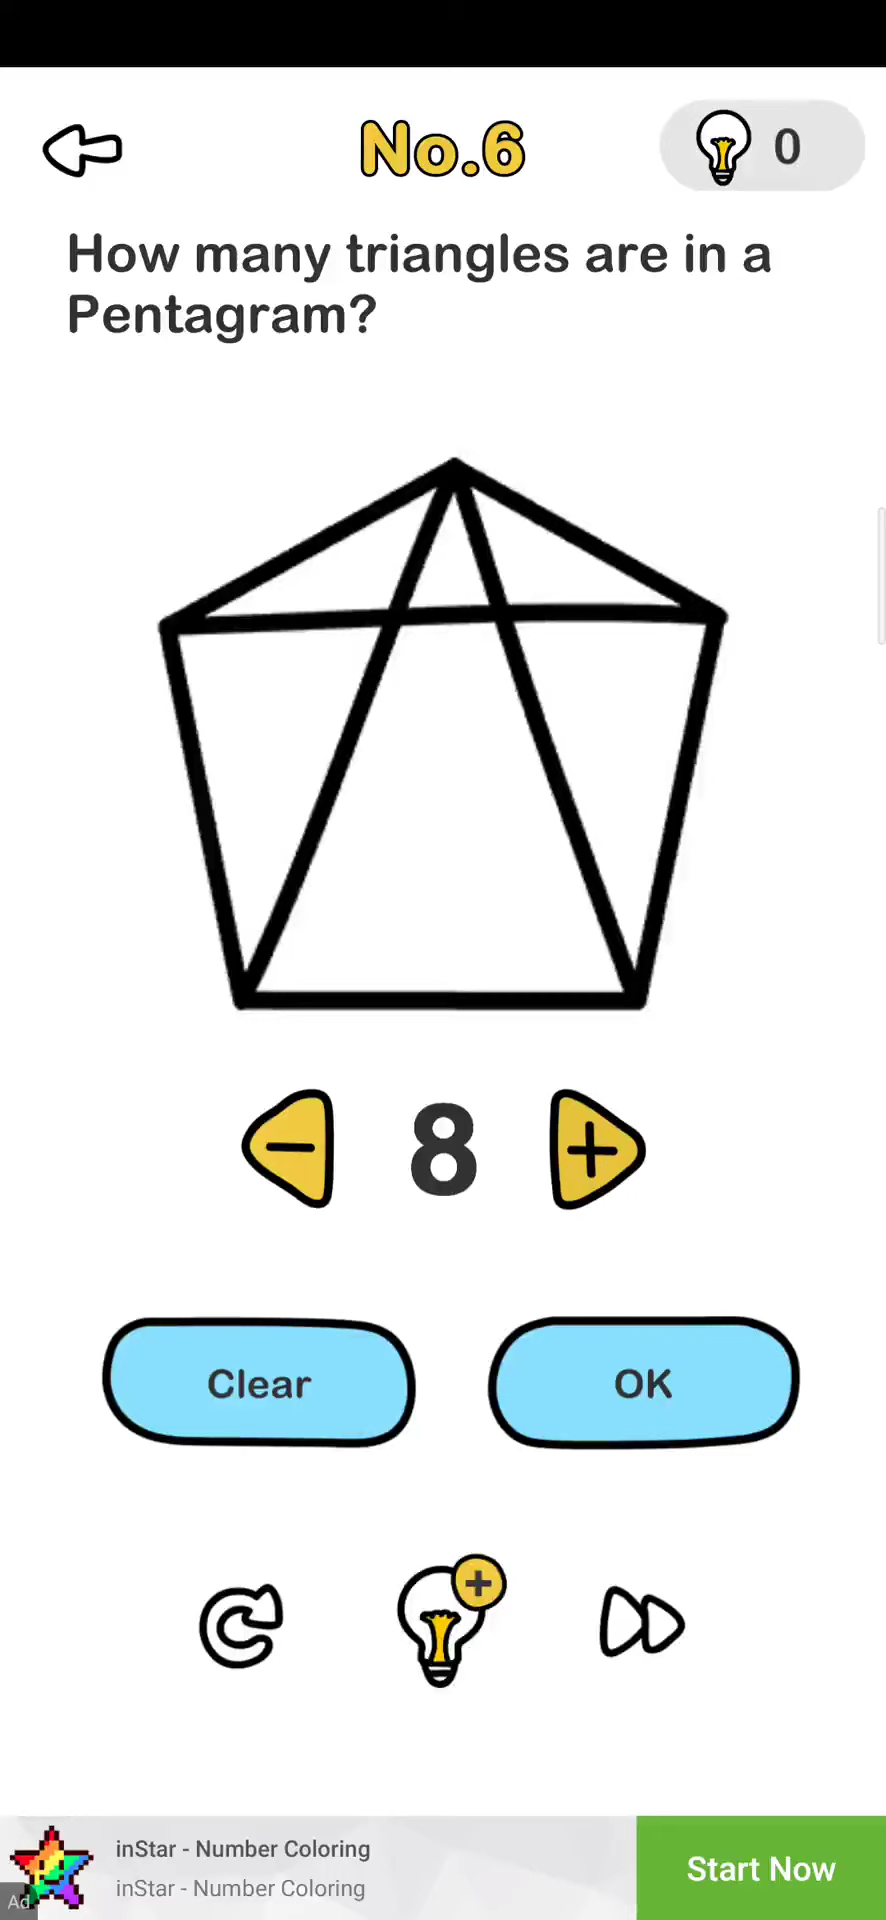 No.6
0
How many triangles are in a
Pentagram?
8
Clear
OK
inStar - Number Coloring
inStar - Number Coloring
Start Now
Ad